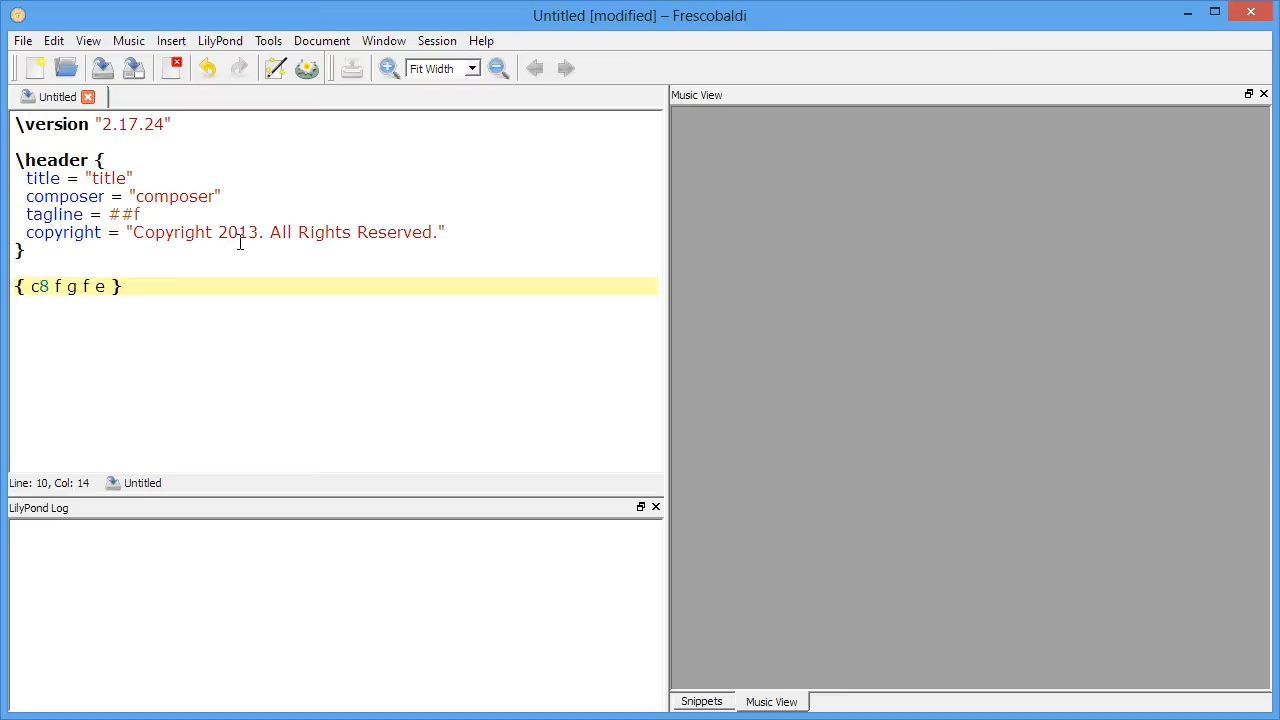 Untitled [modified] – Frescobaldi
File Edit View Music Insert LilyPond Tools Document Window Session Help
Fit Width
Untitled
Music View
\version "2.17.24"
\header {
title = "title"
composer = "composer"
tagline = ##f
copyright = "Copyright 2013. All Rights Reserved."
}
{ c8 f g f e }
Line: 10, Col: 14 Untitled
LilyPond Log
Snippets Music View